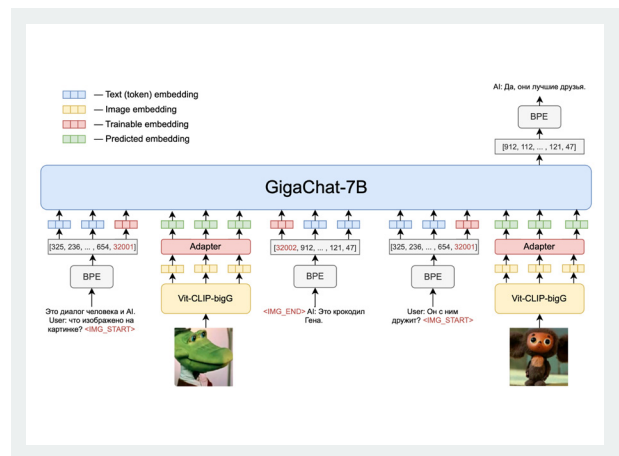 AI: Да, они лучшие друзья.
— Text (token) embedding
— Image embedding
— Trainable embedding
— Predicted embedding
BPE
[912, 112, ... , 121, 47]
GigaChat-7B
[325, 236, ... , 654, 32001]
Adapter
[32002, 912, ... , 121, 47]
[325, 236, ... , 654, 32001]
Adapter
BPE
Vit-CLIP-bigG
BPE
BPE
Vit-CLIP-bigG
Это диалог человека и AI.
User: что изображено на
картинке? <IMG_START>
<IMG_END> AI: Это крокодил
Гена.
User: Он с ним
дружит? <IMG_START>